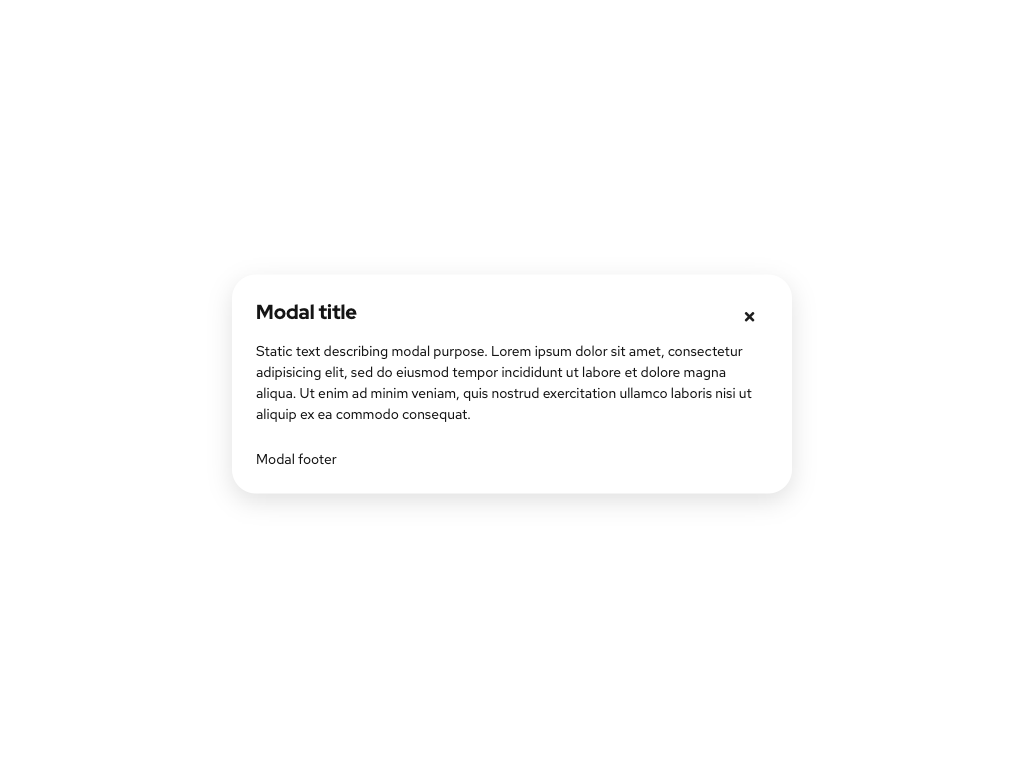 Modal title
Static text describing modal purpose. Lorem ipsum dolor sit amet, consectetur
adipisicing elit, sed do eiusmod tempor incididunt ut labore et dolore magna
aliqua. Ut enim ad minim veniam, quis nostrud exercitation ullamco laboris nisi ut
aliquip ex ea commodo consequat.
Modal footer